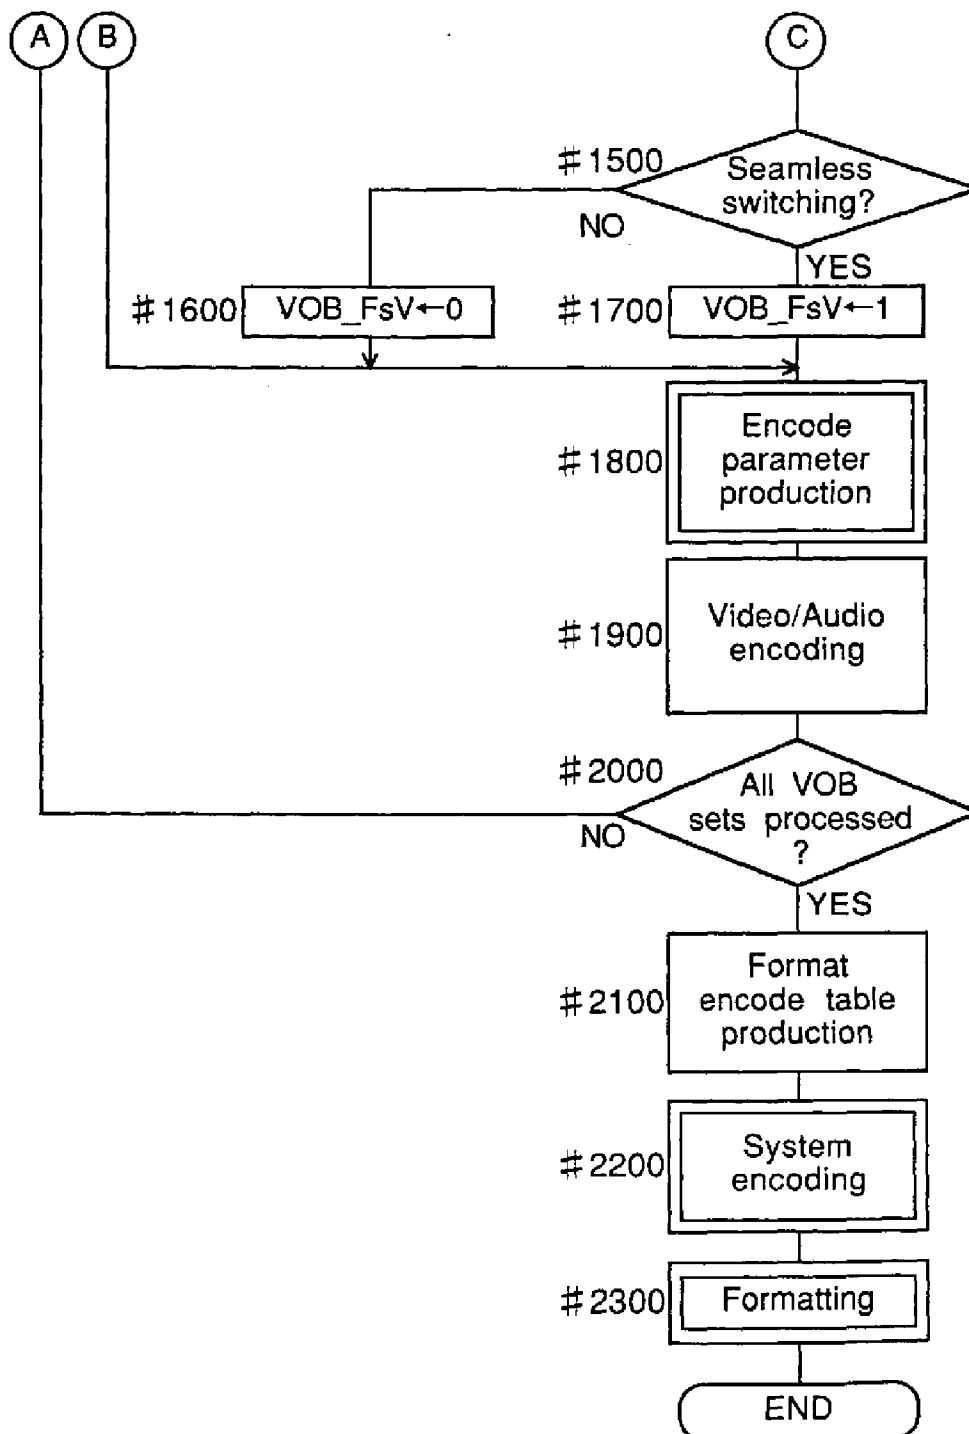 A B C
#1500
Seamless
switching?
NO
YES
#1600 VOB_FsV←0
#1700 VOB_FsV←1
#1800
Encode
parameter
production
#1900
Video/Audio
encoding
#2000
All VOB
sets processed
?
NO
YES
#2100
Format
encode table
production
#2200
System
encoding
#2300 Formatting
END